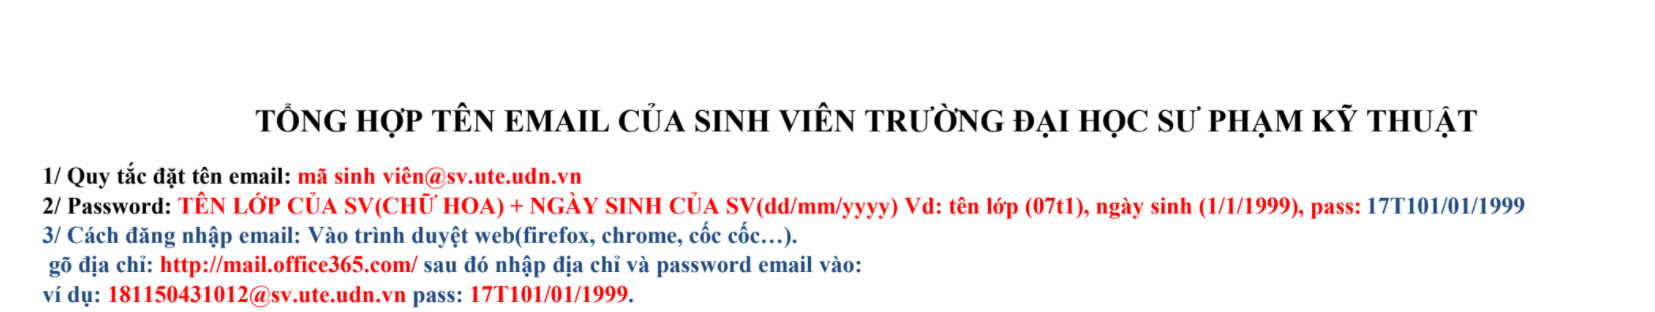 TỔNG HỢP TÊN EMAIL CỦA SINH VIÊN TRƯỜNG ĐẠI HỌC SƯ PHẠM KỸ THUẬT
1/ Quy tắc đặt tên email: mã sinh viên@sv.ute.udn.vn
2/ Password: TÊN LỚP CỦA SV(CHỮ HOA) + NGÀY SINH CỦA SV(dd/mm/yyyy) Vd: tên lớp (07t1), ngày sinh (1/1/1999), pass: 17T101/01/1999
3/ Cách đăng nhập email: Vào trình duyệt web(firefox, chrome, cốc cốc…).
gõ địa chỉ: http://mail.office365.com/ sau đó nhập địa chỉ và password email vào:
ví dụ: 181150431012@sv.ute.udn.vn pass: 17T101/01/1999.